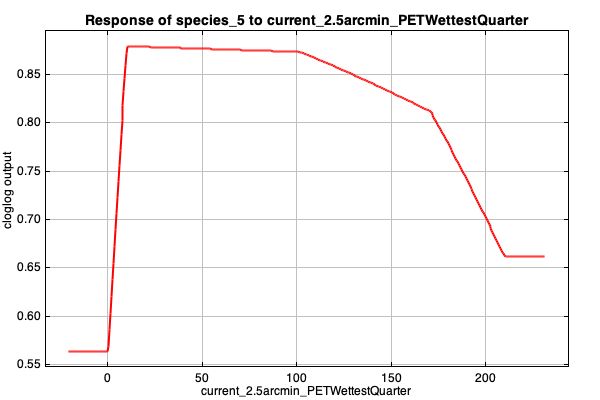 Response of species_5 to current_2.5arcmin_PETWettestQuarter
0.85
0.80
0.75
0.70
0.65
0.60
0.55
cloglog output
0 50 100 150 200
current_2.5arcmin_PETWettestQuarter